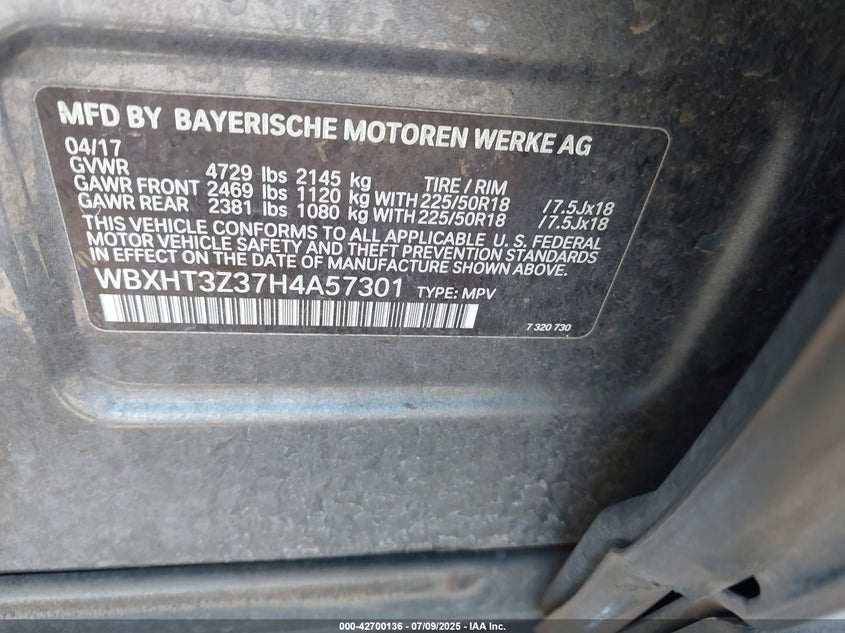 MFD BY BAYERISCHE MOTOREN WERKE AG
04/17
GVWR 4729 lbs 2145 kg TIRE / RIM
GAWR FRONT 2469 lbs 1120 kg WITH 225/50R18 /7.5Jx18
GAWR REAR 2381 lbs 1080 kg WITH 225/50R18 /7.5Jx18
THIS VEHICLE CONFORMS TO ALL APPLICABLE U. S. FEDERAL
MOTOR VEHICLE SAFETY AND THEFT PREVENTION STANDARDS
IN EFFECT ON THE DATE OF MANUFACTURE SHOWN ABOVE.
WBXHT3Z37H4A57301 TYPE: MPV
7 320 730
000-42700136 - 07/09/2025 - IAA Inc.